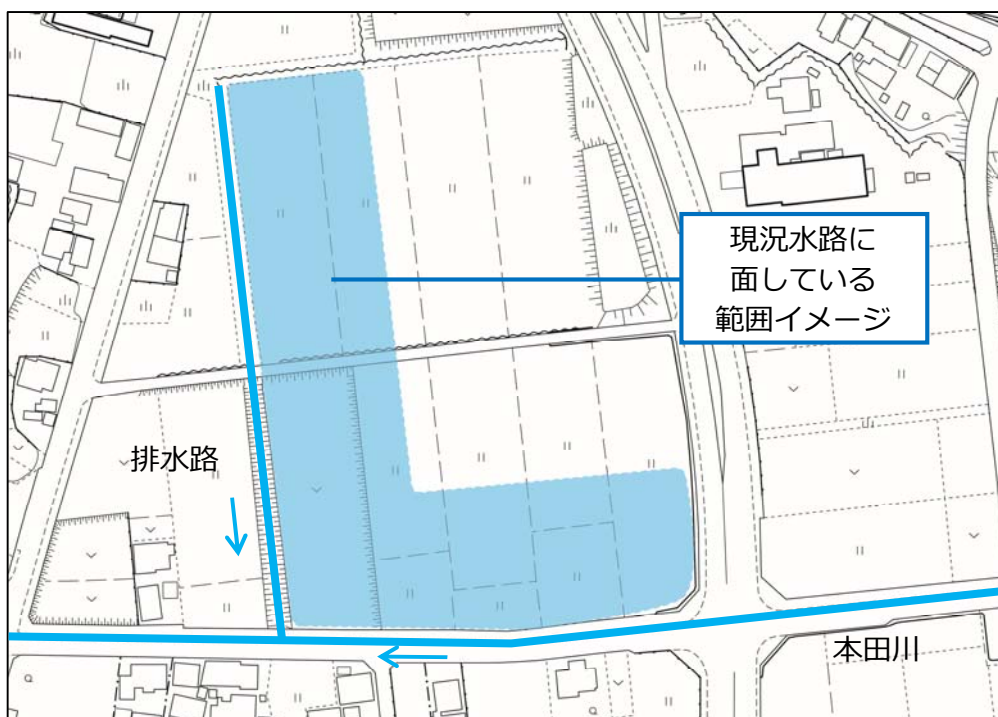 現況水路に
面している
範囲イメージ
排水路
本田川